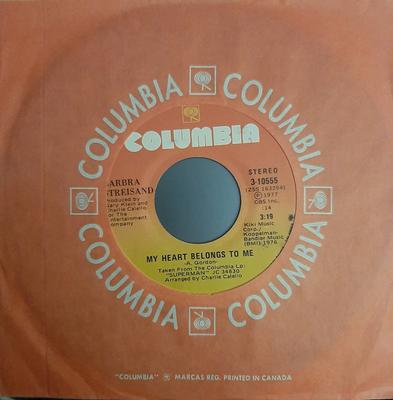 COLUMBIA
COLUMBIA
COLUMBIA
COLUMBIA
COLUMBIA
COLUMBIA
COLUMBIA
STEREO
3-10555
(ZSS 163294)
Ⓟ 1977
CBS Inc.
:14
3:19
Kiki Music
Corp./
Koppelman-
Bandier Music
(BMI) 1976
ARBRA
STREISAND
Produced by
Gary Klein and
Charlie Calello
for The
Entertainment
Company
MY HEART BELONGS TO ME
-A. Gordon-
Taken From The Columbia Lp:
"SUPERMAN" JC 34830
Arranged by Charlie Calello
"COLUMBIA" MARCAS REG. PRINTED IN CANADA